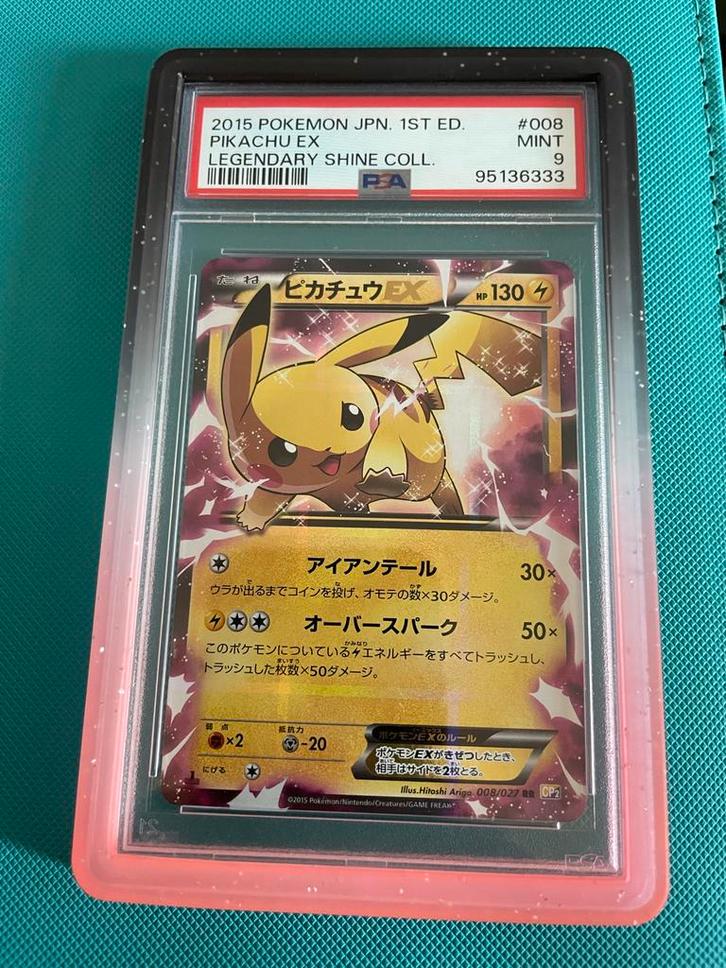 2015 POKEMON JPN. 1ST ED. #008
PIKACHU EX MINT
LEGENDARY SHINE COLL. 9
PSA 95136333
たね ピカチュウEX HP 130
アイアンテール 30×
ウラが出るまでコインを投げ、オモテの数×30ダメージ。
オーバースパーク 50×
このポケモンについているエネルギーをすべてトラッシュし、
トラッシュした枚数×50ダメージ。
弱点 抵抗力 ポケモンEXのルール
×2 -20 ポケモンEXがきぜつしたとき、
相手はサイドを2枚とる。
にげる
Illus.Hitoshi Ariga 008/027 RR CP2
©2015 Pokémon/Nintendo/Creatures/GAME FREAK
PSA